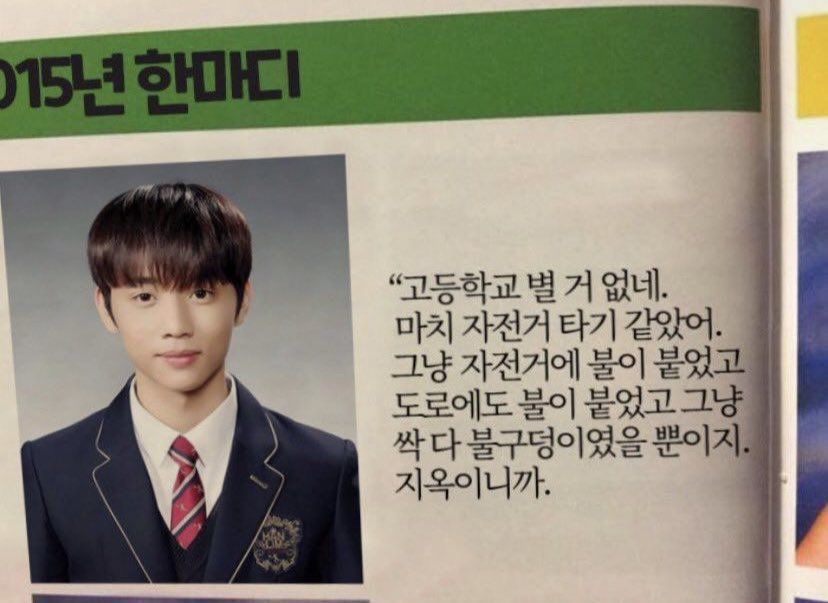 015년 한마디
“고등학교 별 거 없네.
마치 자전거 타기 같았어.
그냥 자전거에 불이 붙었고
도로에도 불이 붙었고 그냥
싹 다 불구덩이였을 뿐이지.
지옥이니까.
HAN
LIM